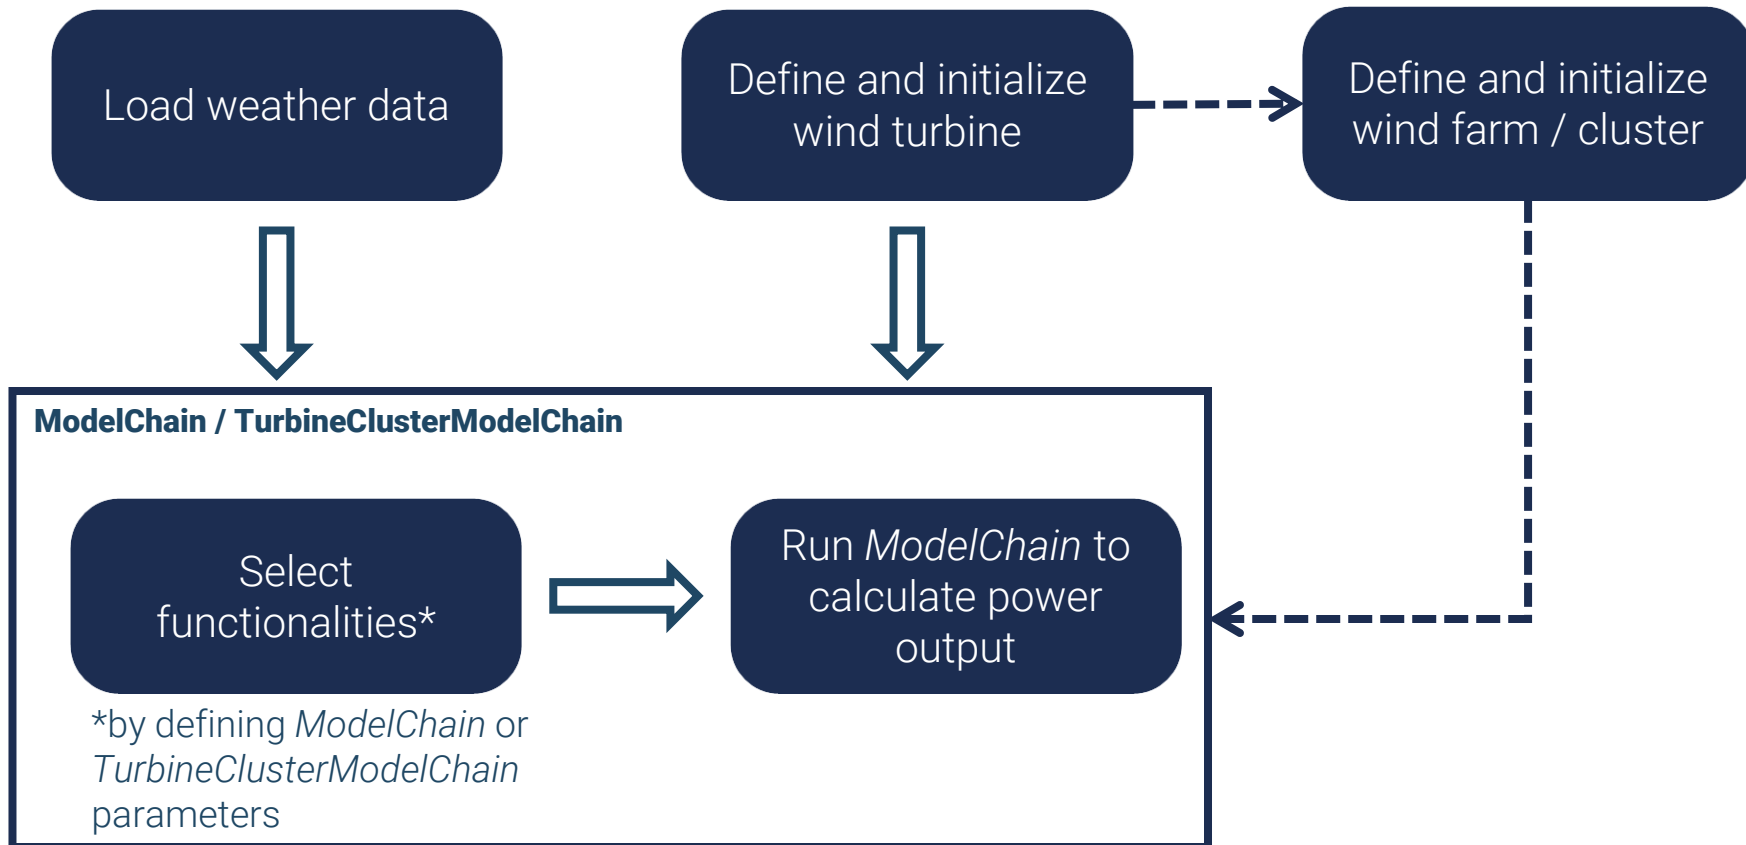 Load weather data
Define and initialize
wind turbine
Define and initialize
wind farm / cluster
ModelChain / TurbineClusterModelChain
Select
functionalities*
Run ModelChain to
calculate power
output
*by defining ModelChain or
TurbineClusterModelChain
parameters